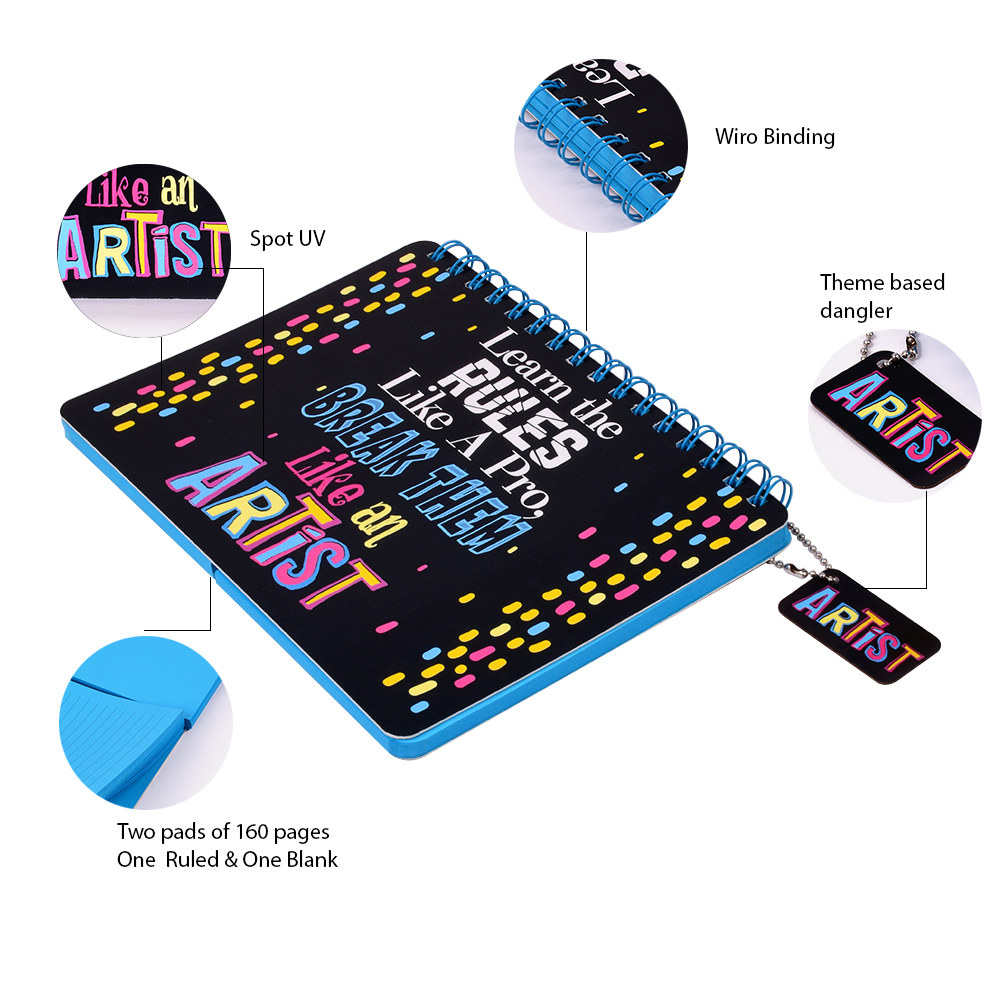 Lea
Wiro Binding
Like an
ARTiST
Spot UV
Theme based
dangler
ARTiST
Learn the
RULES
Like A Pro,
BREAK THEM
Like an
ARTiST
ARTiST
Two pads of 160 pages
One  Ruled & One Blank